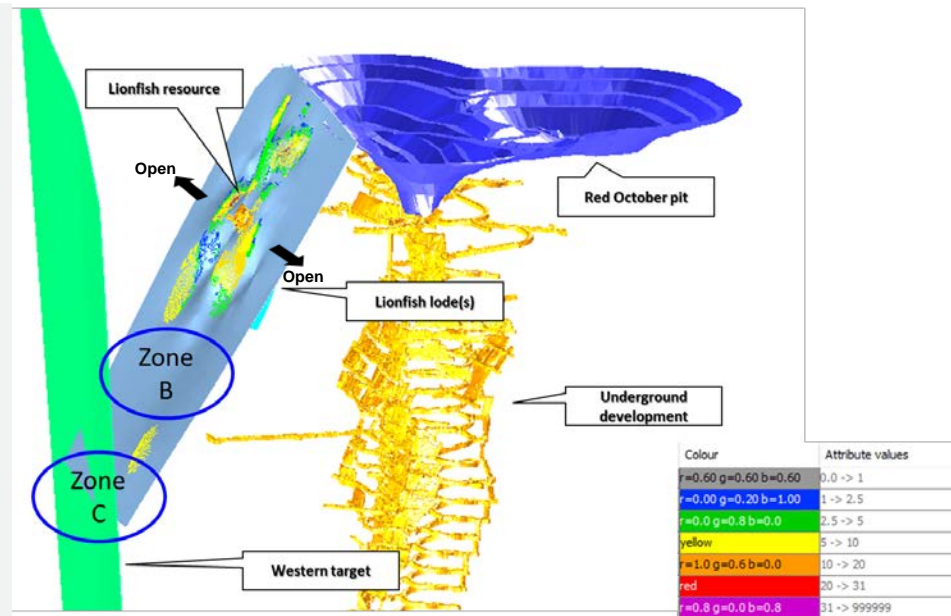 Lionfish resource
Open
Red October pit
Open
Lionfish lode(s)
Zone
B
Underground
development
Zone
C
Western target
Colour Attribute values
r=0.60 g=0.60 b=0.60 0.0 -> 1
r=0.00 g=0.20 b=1.00 1 -> 2.5
r=0.0 g=0.8 b=0.0 2.5 -> 5
yellow 5 -> 10
r=1.0 g=0.6 b=0.0 10 -> 20
red 20 -> 31
r=0.8 g=0.0 b=0.8 31 -> 999999